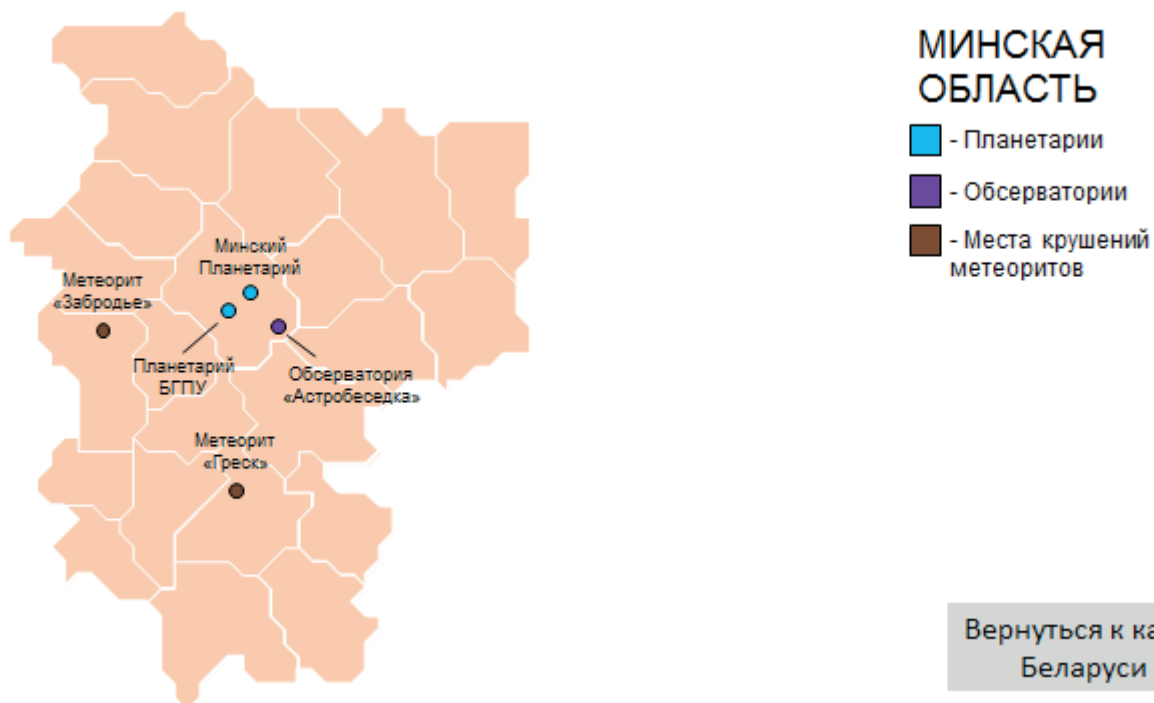 МИНСКАЯ
ОБЛАСТЬ
- Планетарии
- Обсерватории
- Места крушений
метеоритов
Минский
Планетарий
Метеорит
«Забродье»
Планетарий
БГПУ
Обсерватория
«Астробеседка»
Метеорит
«Греск»
Вернуться к ка
Беларуси